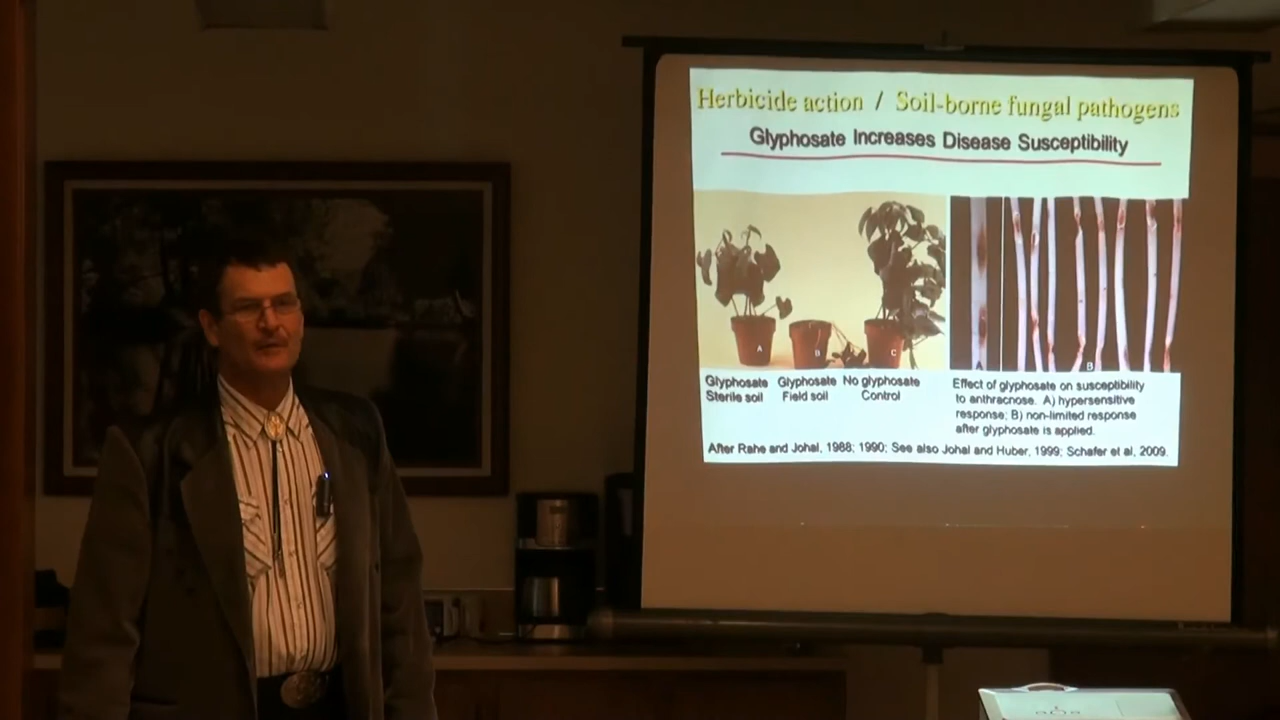 Herbicide action / Soil-borne fungal pathogens
Glyphosate Increases Disease Susceptibility
A
B
C
A
B
Glyphosate Sterile soil
Glyphosate Field soil
No glyphosate Control
Effect of glyphosate on susceptibility
to anthracnose. A) hypersensitive
response; B) non-limited response
after glyphosate is applied.
After Rahe and Johal, 1988; 1990; See also Johal and Huber, 1999; Schafer et al, 2009.